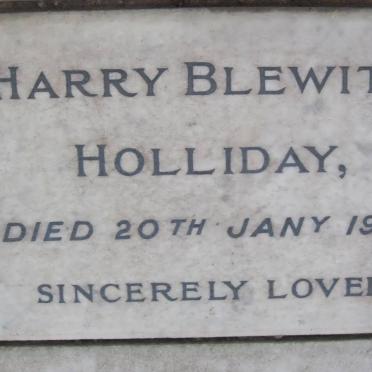 HARRY BLEWIT
HOLLIDAY,
DIED 20TH JANY 19
SINCERELY LOVE